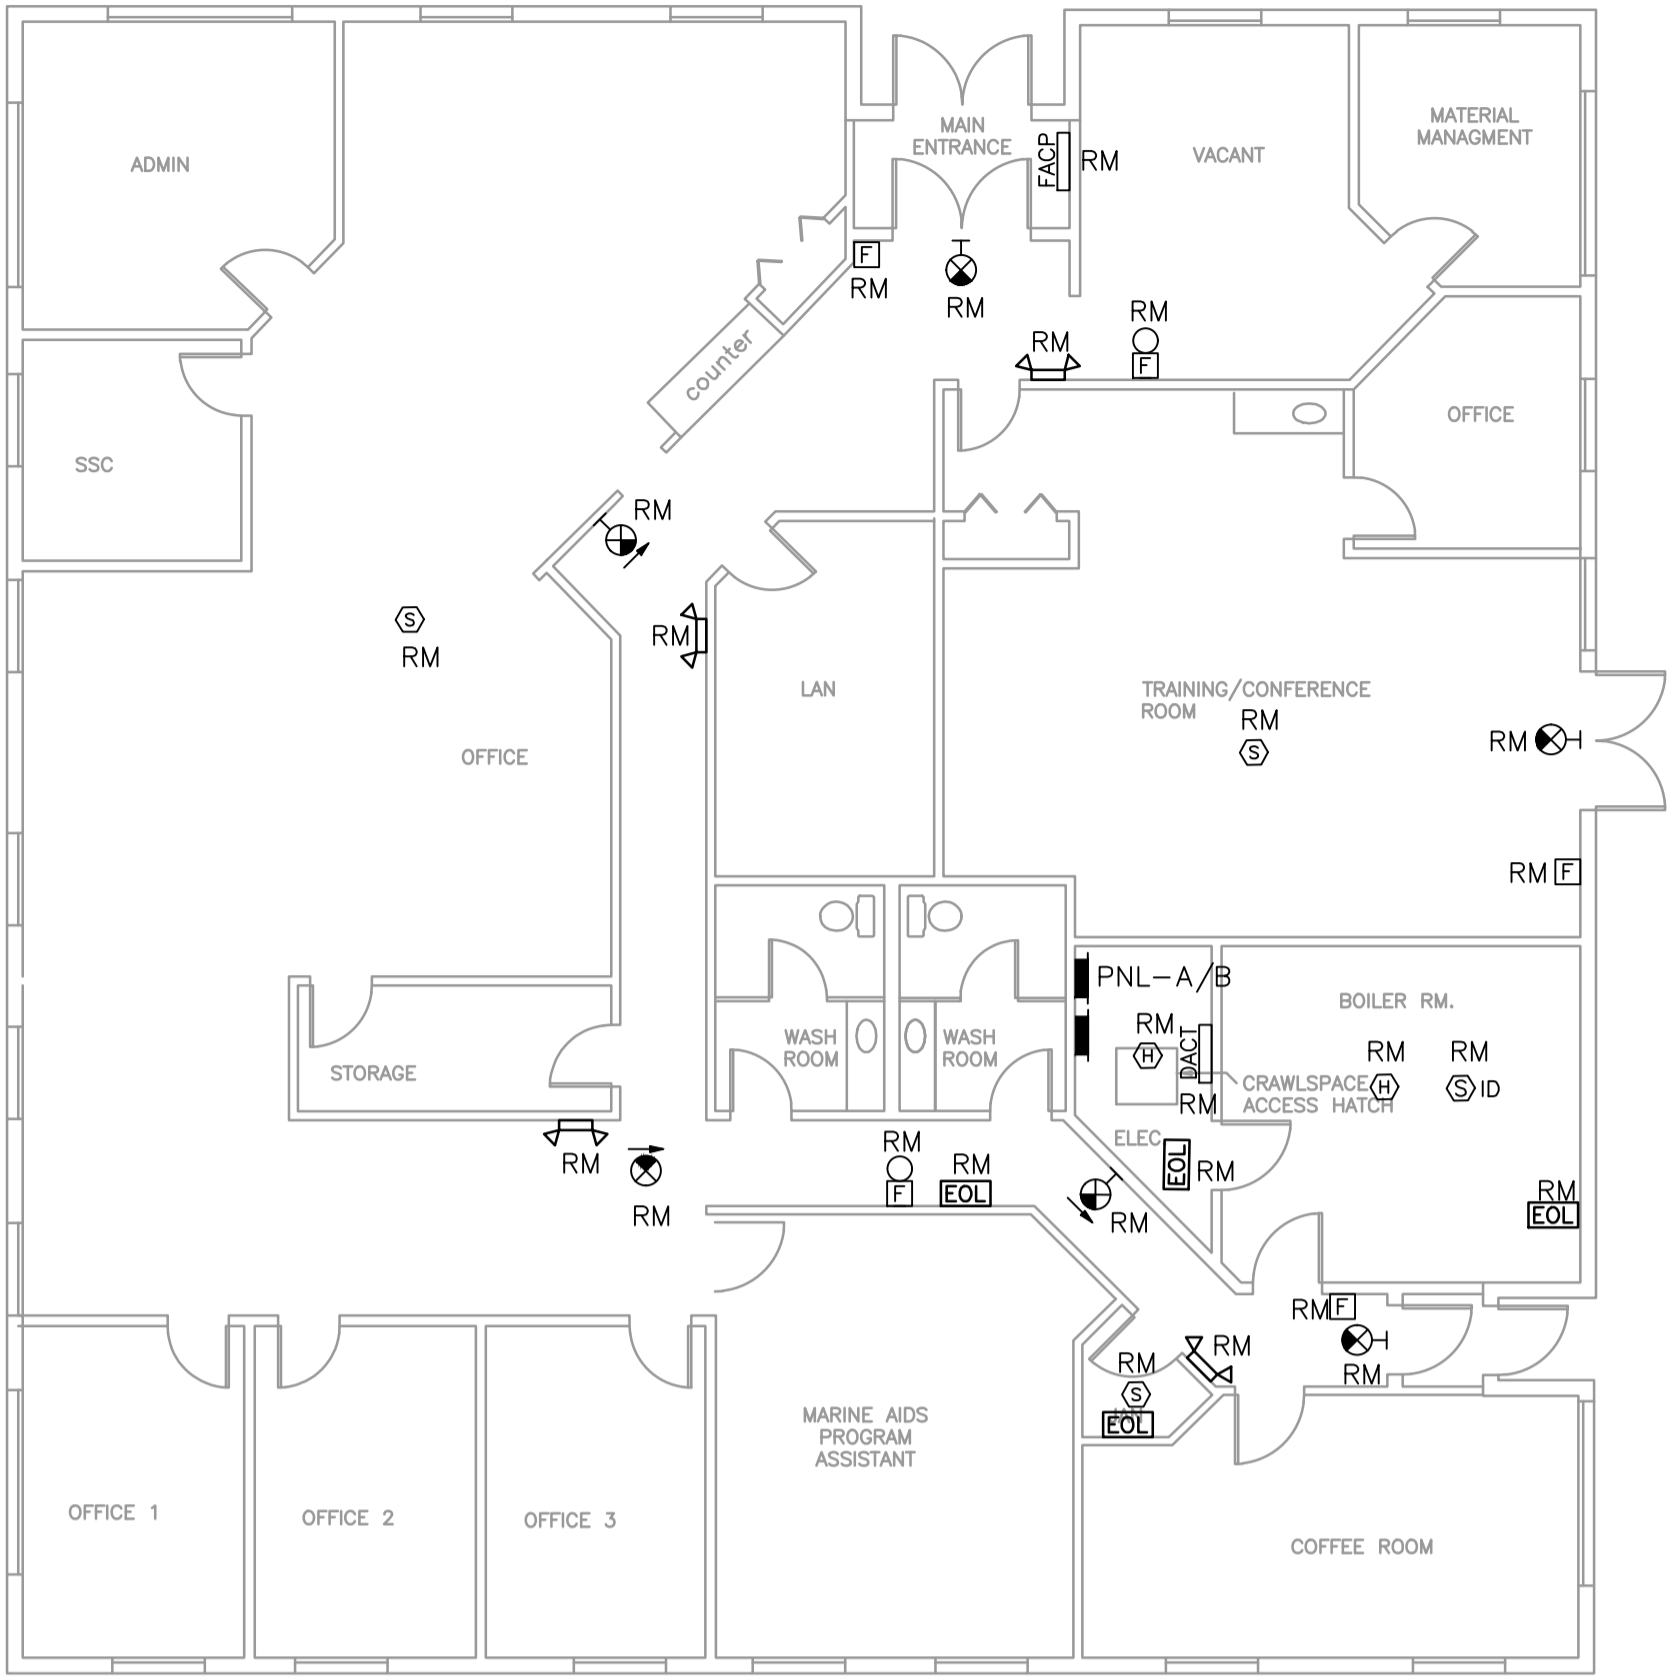 MAIN
ENTRANCE
FACP
RM
ADMIN
VACANT
MATERIAL
MANAGMENT
F
RM
RM
RM
F
RM
counter
OFFICE
SSC
RM
S
RM
RM
LAN
TRAINING/CONFERENCE
ROOM
RM
S
RM
OFFICE
RM F
PNL-A/B
BOILER RM.
RM
H
DACT
RM
CRAWLSPACE
ACCESS HATCH
RM
H
RM
S ID
WASH
ROOM
WASH
ROOM
STORAGE
ELEC
EOL
RM
RM
RM
RM
F
RM
EOL
RM
RM
EOL
RM F
RM
RM
RM
S
JAN
EOL
MARINE AIDS
PROGRAM
ASSISTANT
OFFICE 1
OFFICE 2
OFFICE 3
COFFEE ROOM